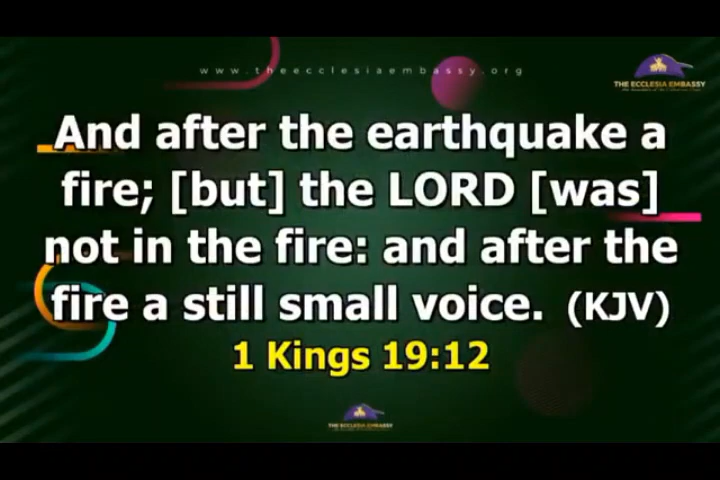 www.theecclesiaembassy.org
THE ECCLESIA EMBASSY
And after the earthquake a
fire; [but] the LORD [was]
not in the fire: and after the
fire a still small voice. (KJV)
1 Kings 19:12
THE ECCLESIA EMBASSY